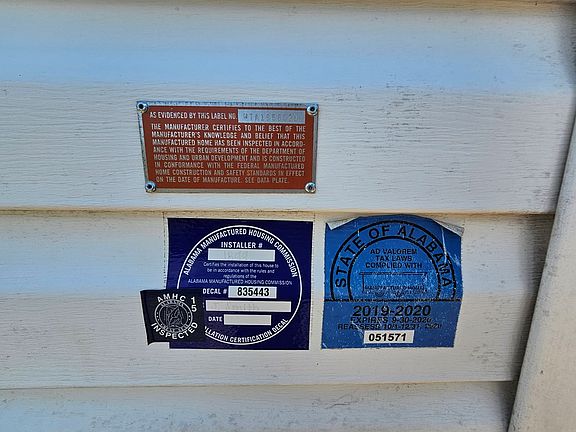 AS EVIDENCED BY THIS LABEL NO.
THE MANUFACTURER CERTIFIES TO THE BEST OF THE
MANUFACTURER'S KNOWLEDGE AND BELIEF THAT THIS
MANUFACTURED HOME HAS BEEN INSPECTED IN ACCORD-
ANCE WITH THE REQUIREMENTS OF THE DEPARTMENT OF
HOUSING AND URBAN DEVELOPMENT AND IS CONSTRUCTED
IN CONFORMANCE WITH THE FEDERAL MANUFACTURED
HOME CONSTRUCTION AND SAFETY STANDARDS IN EFFECT
ON THE DATE OF MANUFACTURE. SEE DATA PLATE.
ALABAMA MANUFACTURED HOUSING COMMISSION
INSTALLER #
Certifies the installation of this house to
be in accordance with the rules and
regulations of the
ALABAMA MANUFACTURED HOUSING COMMISSION
DECAL # 835443
DATE
ALLATION CERTIFICATION DECAL
AMHC 15
INSPECTED
STATE OF ALABAMA
AD VALOREM
TAX LAWS
COMPLIED WITH
2019-2020
EXPIRES 9-30-2020
051571